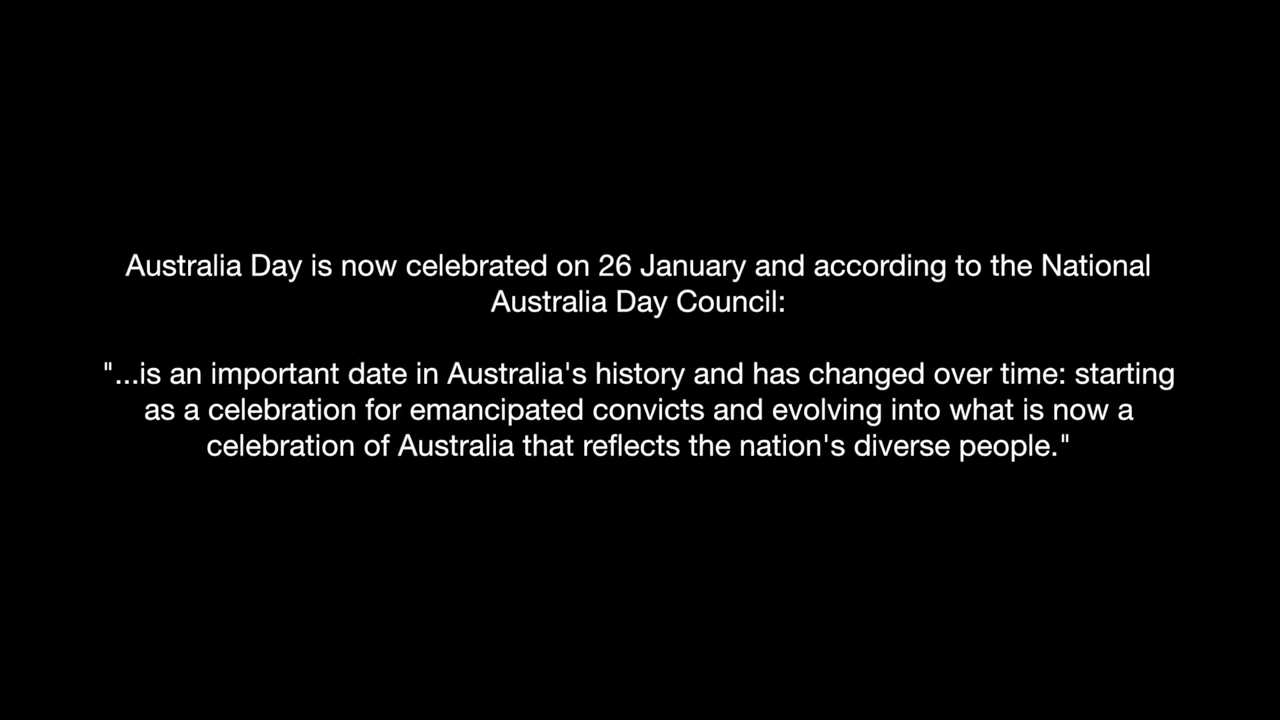 Australia Day is now celebrated on 26 January and according to the National
Australia Day Council:
"...is an important date in Australia's history and has changed over time: starting
as a celebration for emancipated convicts and evolving into what is now a
celebration of Australia that reflects the nation's diverse people."